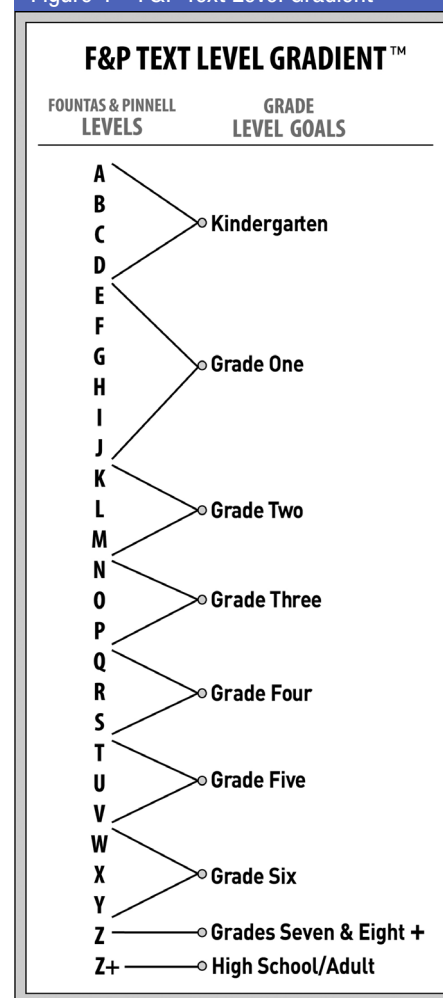 Figure 1 - F&P Text Level Gradient
F&P TEXT LEVEL GRADIENT™
FOUNTAS & PINNELL
LEVELS
GRADE
LEVEL GOALS
A
B
C
D
Kindergarten
E
F
G
H
I
J
Grade One
K
L
M
Grade Two
N
O
P
Grade Three
Q
R
S
Grade Four
T
U
V
Grade Five
W
X
Y
Grade Six
Z
Grades Seven & Eight +
Z+
High School/Adult